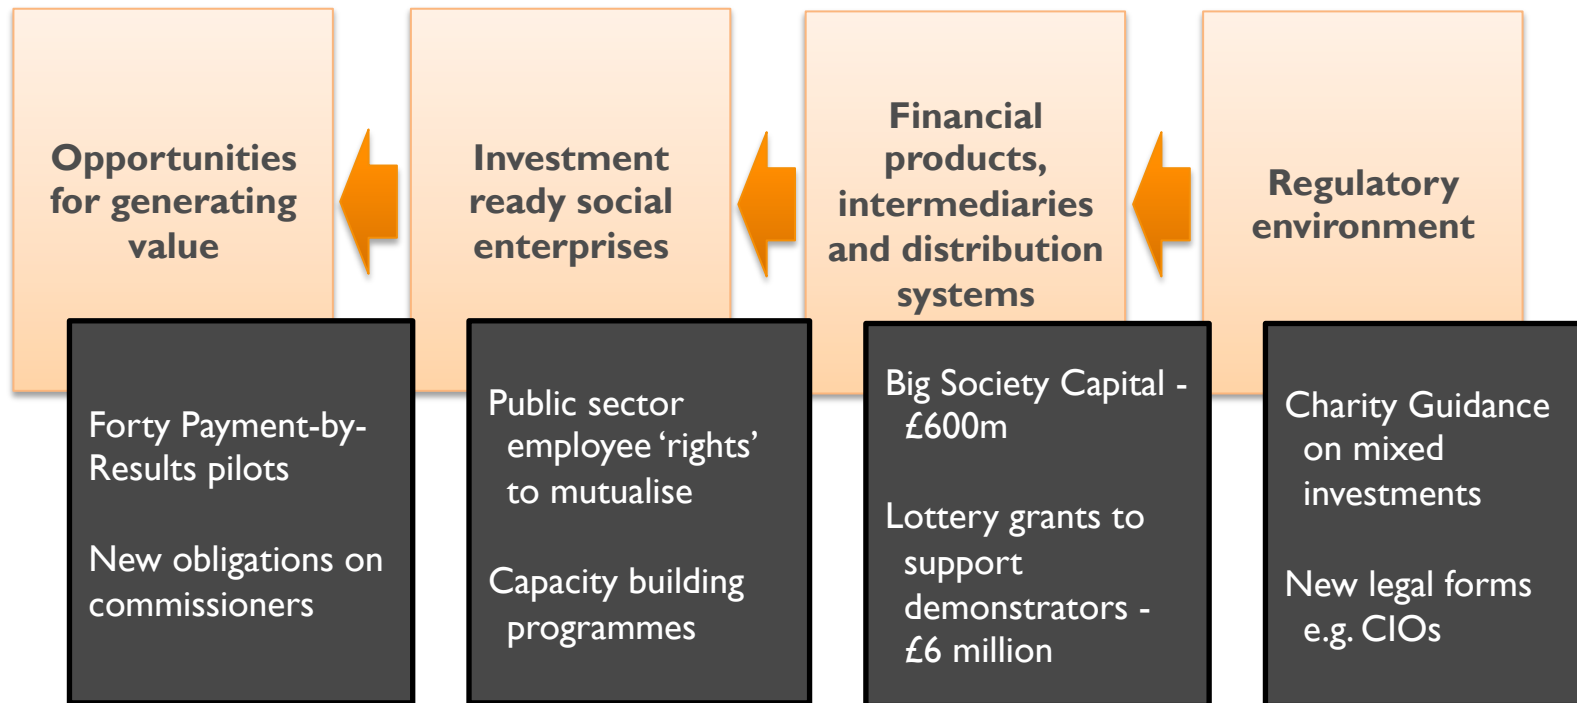 Opportunities
for generating
value
Investment
ready social
enterprises
Financial
products,
intermediaries
and distribution
systems
Regulatory
environment
Forty Payment-by-
Results pilots
New obligations on
commissioners
Public sector
employee ‘rights’
to mutualise
Capacity building
programmes
Big Society Capital -
£600m
Lottery grants to
support
demonstrators -
£6 million
Charity Guidance
on mixed
investments
New legal forms
e.g. CIOs